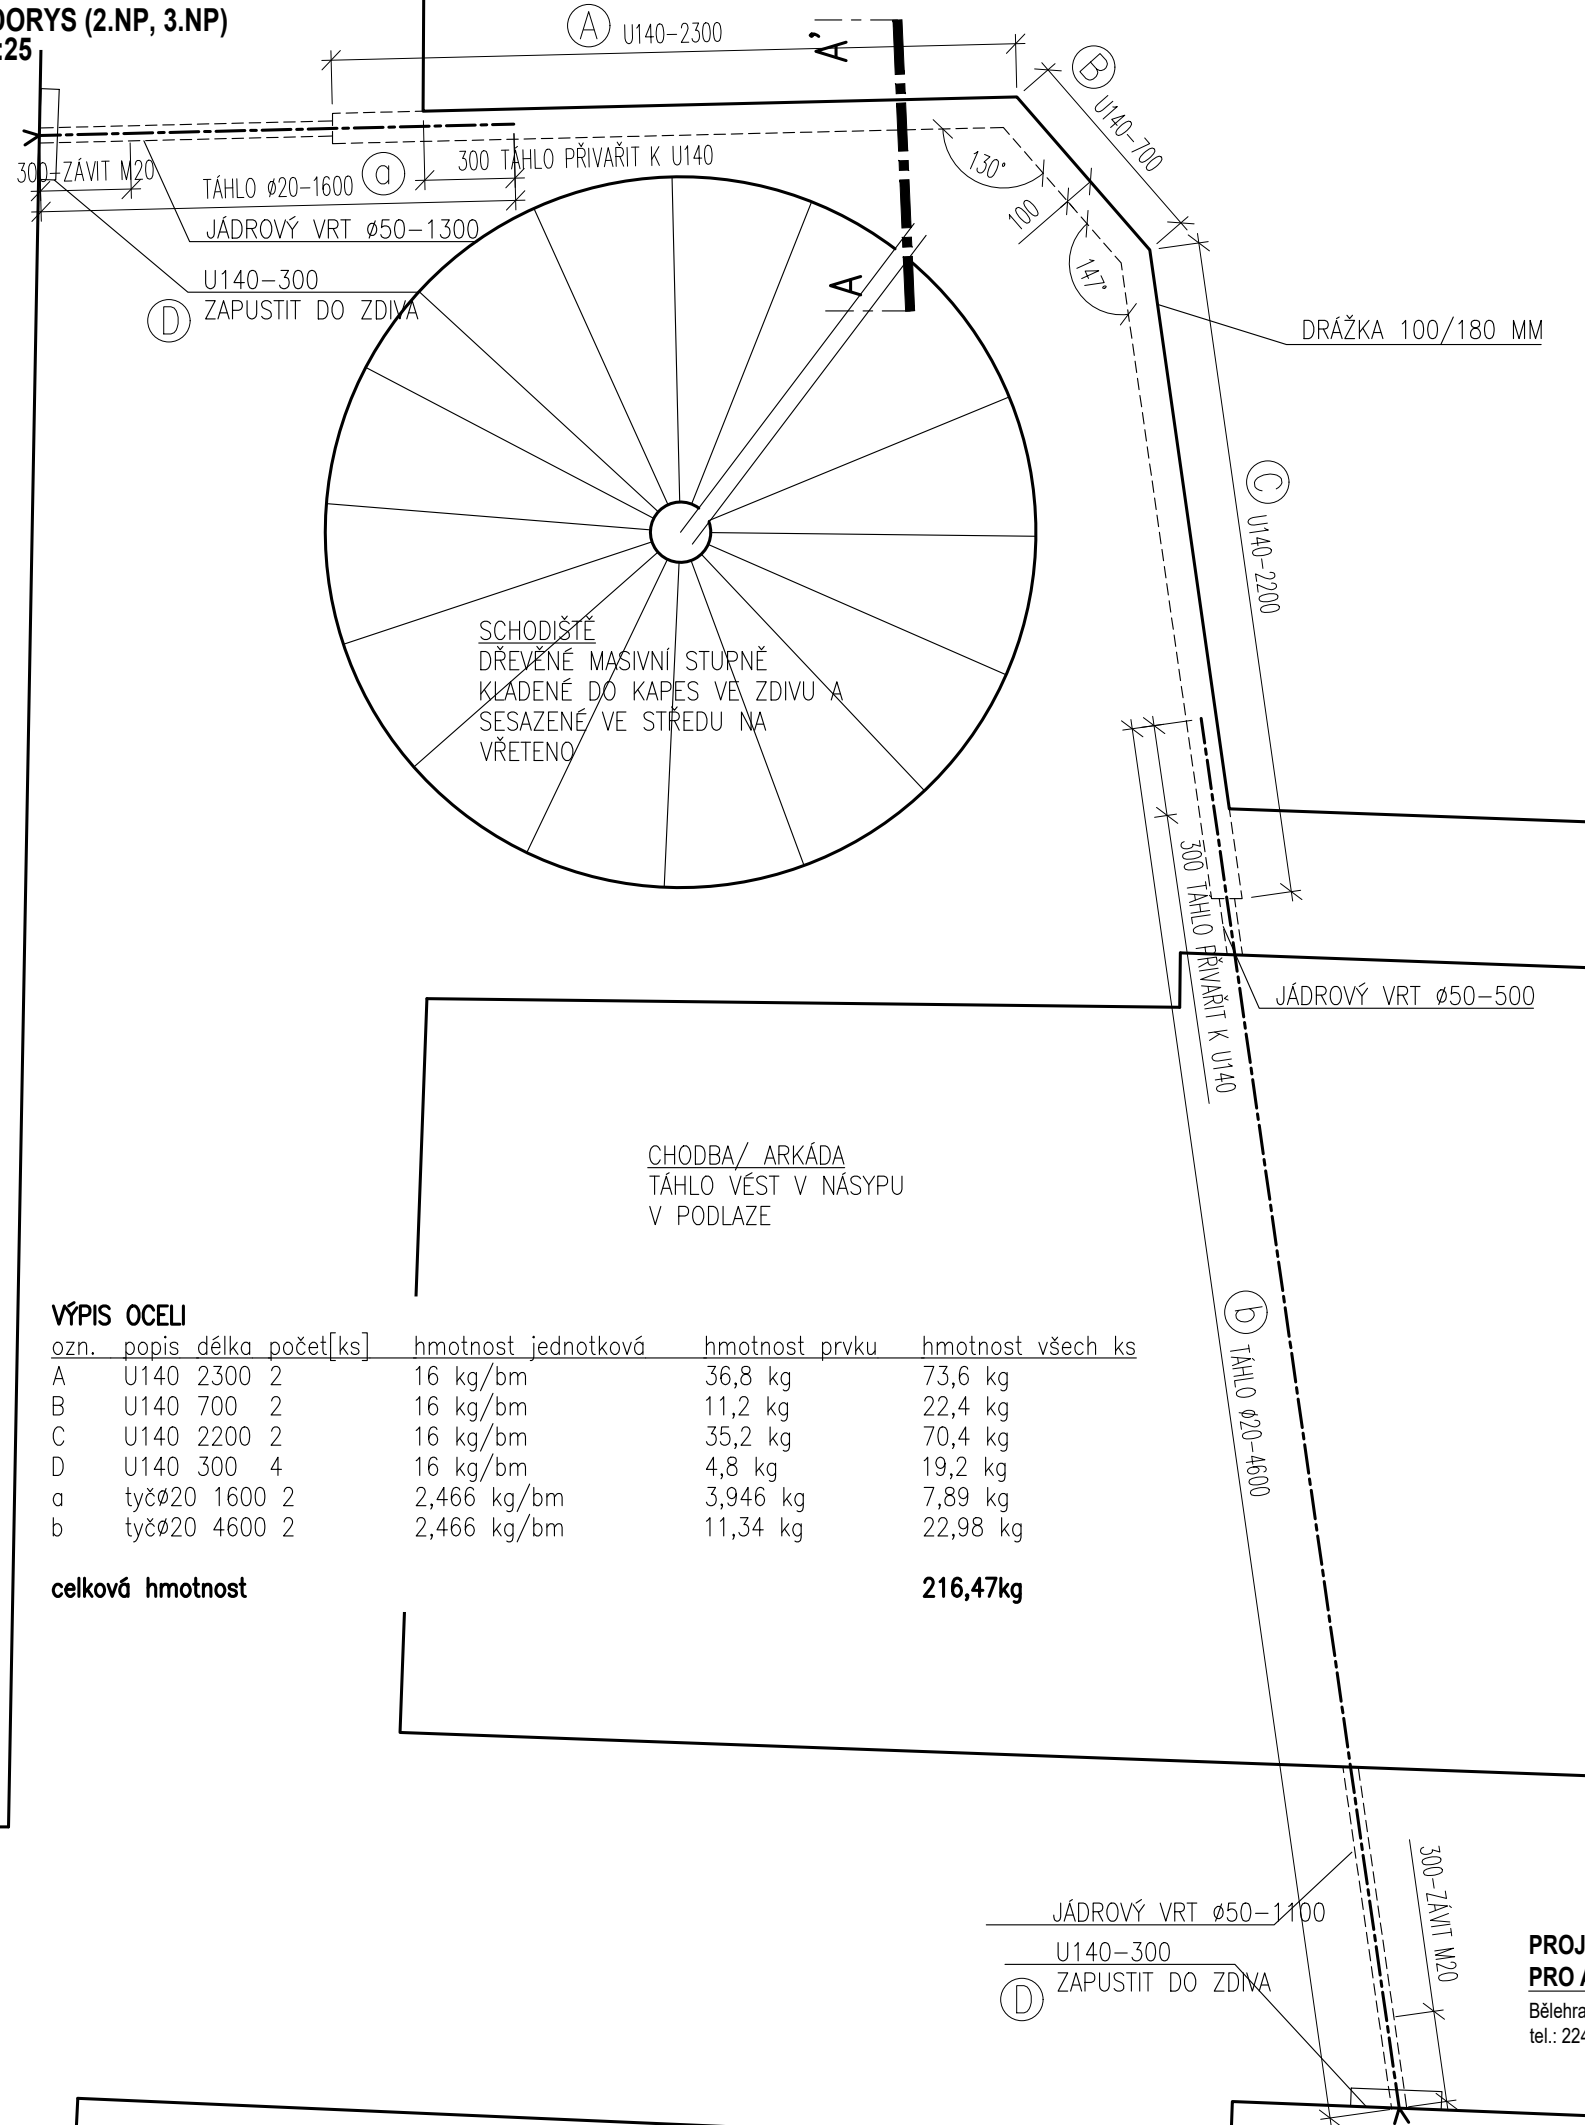 DORYS (2.NP, 3.NP)
:25
A U140-2300
A'
B U140-700
300-ZÁVIT M20
TÁHLO ø20-1600 a
300 TÁHLO PŘIVAŘIT K U140
130°
100
147°
JÁDROVÝ VRT ø50-1300
U140-300
D ZAPUSTIT DO ZDIVA
A
DRÁŽKA 100/180 MM
C U140-2200
SCHODIŠTĚ
DŘEVĚNÉ MASIVNÍ STUPNĚ
KLADENÉ DO KAPES VE ZDIVU A
SESAZENÉ VE STŘEDU NA
VŘETENO
300 TÁHLO PŘIVAŘIT K U140
JÁDROVÝ VRT ø50-500
CHODBA/ ARKÁDA
TÁHLO VÉST V NÁSYPU
V PODLAZE
b TÁHLO ø20-4600
VÝPIS OCELI
ozn. popis délka počet[ks] hmotnost jednotková hmotnost prvku hmotnost všech ks
A U140 2300 2 16 kg/bm 36,8 kg 73,6 kg
B U140 700 2 16 kg/bm 11,2 kg 22,4 kg
C U140 2200 2 16 kg/bm 35,2 kg 70,4 kg
D U140 300 4 16 kg/bm 4,8 kg 19,2 kg
a tyčø20 1600 2 2,466 kg/bm 3,946 kg 7,89 kg
b tyčø20 4600 2 2,466 kg/bm 11,34 kg 22,98 kg
celková hmotnost 216,47kg
JÁDROVÝ VRT ø50-1100
U140-300
D ZAPUSTIT DO ZDIVA
300-ZÁVIT M20
PROJ
PRO A
Bělehra
tel.: 224